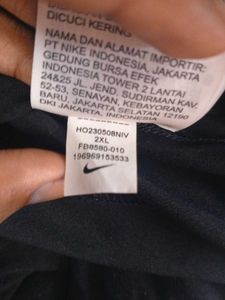 DICUCI KERING
NAMA DAN ALAMAT IMPORTIR:
PT NIKE INDONESIA, JAKARTA
INDONESIA TOWER 2 LANTAI
GEDUNG BURSA EFEK
24&25 JL. JEND. SUDIRMAN KAV.
52-53, SENAYAN, KEBAYORAN
BARU, JAKARTA SELATAN 12190
DKI JAKARTA, INDONESIA
HO230508NIV
2XL
FB8580-010
196969153533